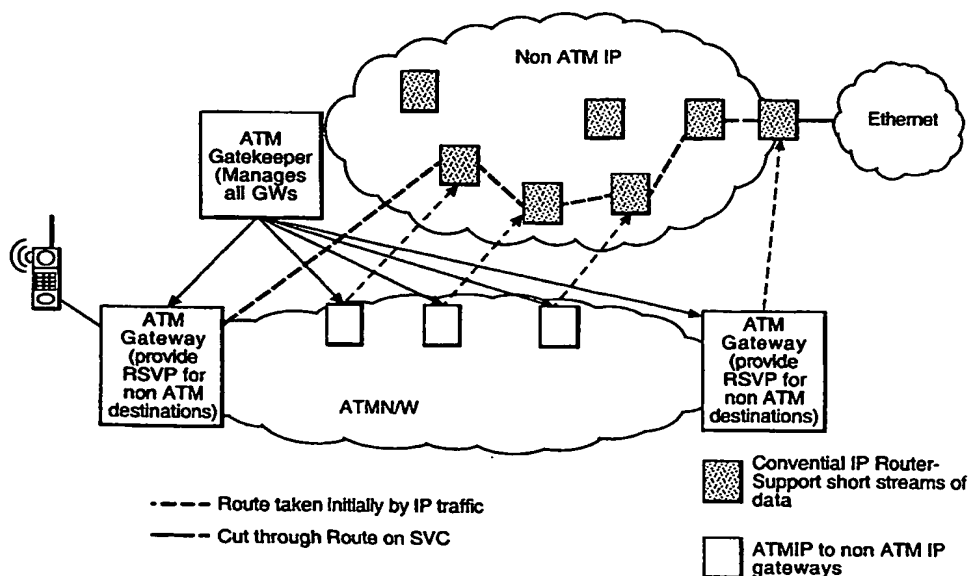 Non ATM IP
Ethernet
ATM
Gatekeeper
(Manages
all GWs
ATM
Gateway
(provide
RSVP for
non ATM
destinations)
ATMN/W
ATM
Gateway
(provide
RSVP for
non ATM
destinations)
Route taken initially by IP traffic
Cut through Route on SVC
Convential IP Router-
Support short streams of
data
ATMIP to non ATM IP
gateways